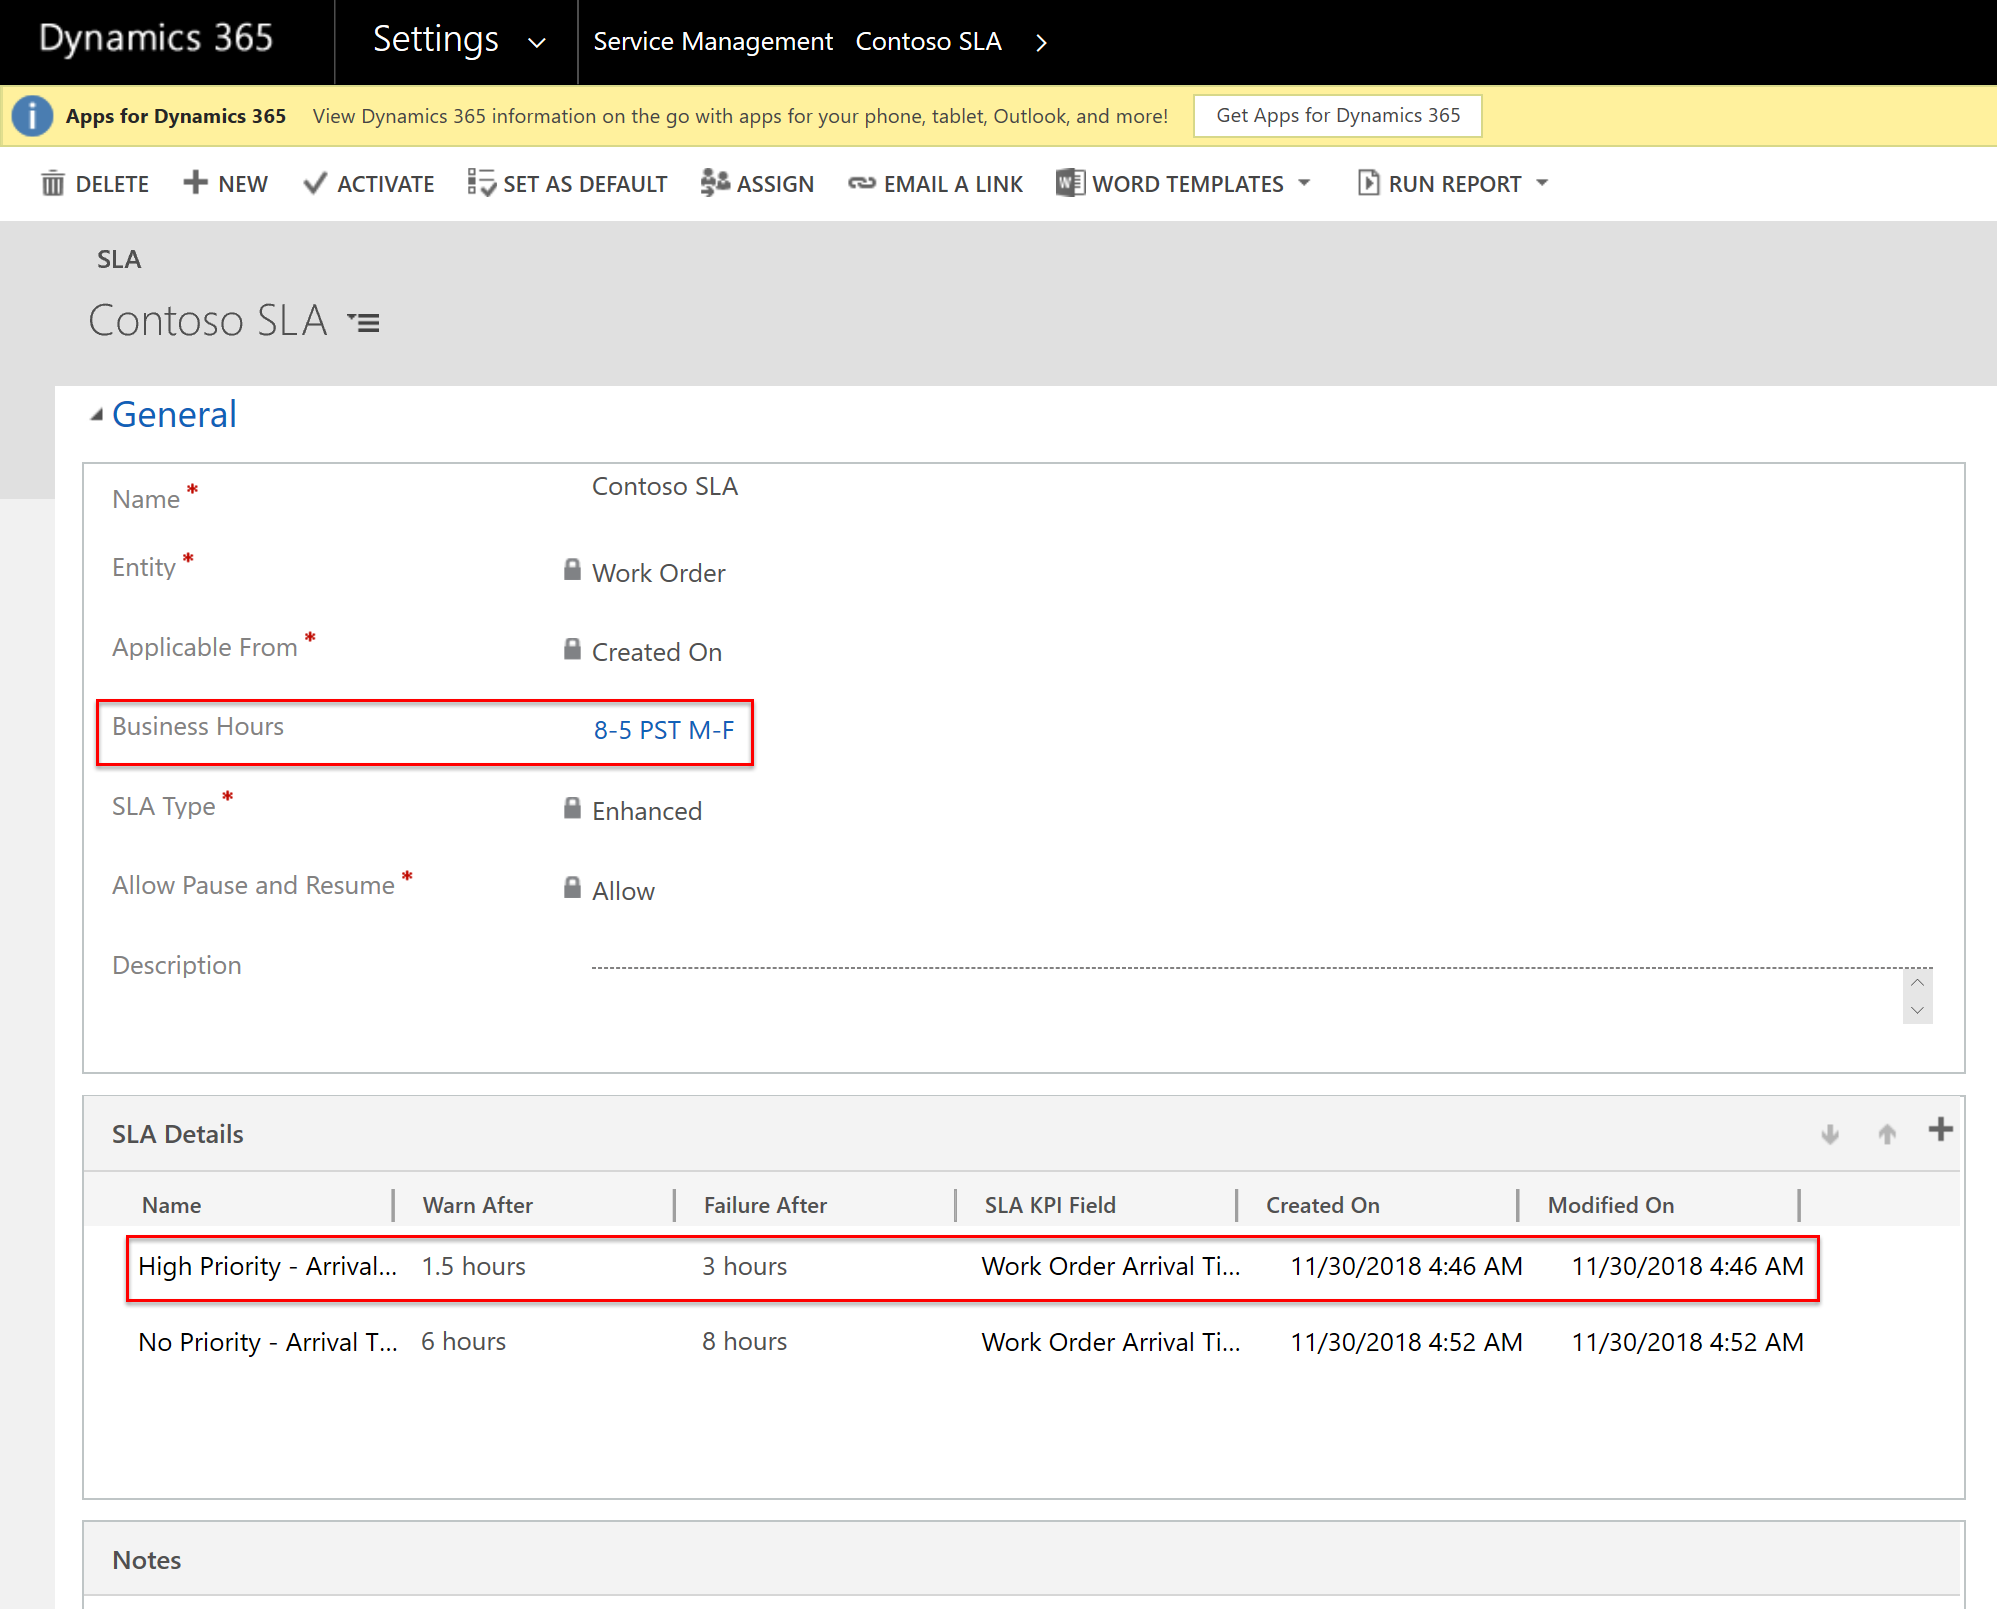 Dynamics 365 Settings Service Management Contoso SLA
Apps for Dynamics 365 View Dynamics 365 information on the go with apps for your phone, tablet, Outlook, and more! Get Apps for Dynamics 365
DELETE NEW ACTIVATE SET AS DEFAULT ASSIGN EMAIL A LINK WORD TEMPLATES RUN REPORT
SLA
Contoso SLA
General
Name * Contoso SLA
Entity * Work Order
Applicable From * Created On
Business Hours 8-5 PST M-F
SLA Type * Enhanced
Allow Pause and Resume * Allow
Description
SLA Details
Name Warn After Failure After SLA KPI Field Created On Modified On
High Priority - Arrival... 1.5 hours 3 hours Work Order Arrival Ti... 11/30/2018 4:46 AM 11/30/2018 4:46 AM
No Priority - Arrival T... 6 hours 8 hours Work Order Arrival Ti... 11/30/2018 4:52 AM 11/30/2018 4:52 AM
Notes